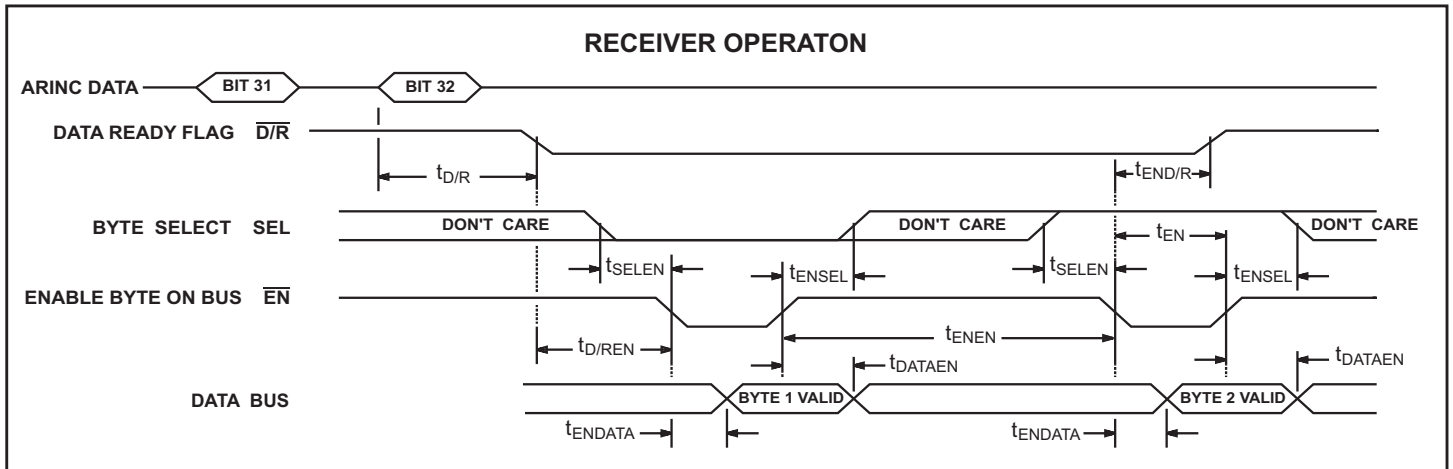 RECEIVER OPERATON
ARINC DATA BIT 31 BIT 32
DATA READY FLAG D/R
tD/R tEND/R
BYTE SELECT SEL DON'T CARE DON'T CARE DON'T CARE
tEN
tSELEN tENSEL tSELEN tENSEL
ENABLE BYTE ON BUS EN
tD/REN tENEN
tDATAEN tDATAEN
DATA BUS BYTE 1 VALID BYTE 2 VALID
tENDATA tENDATA